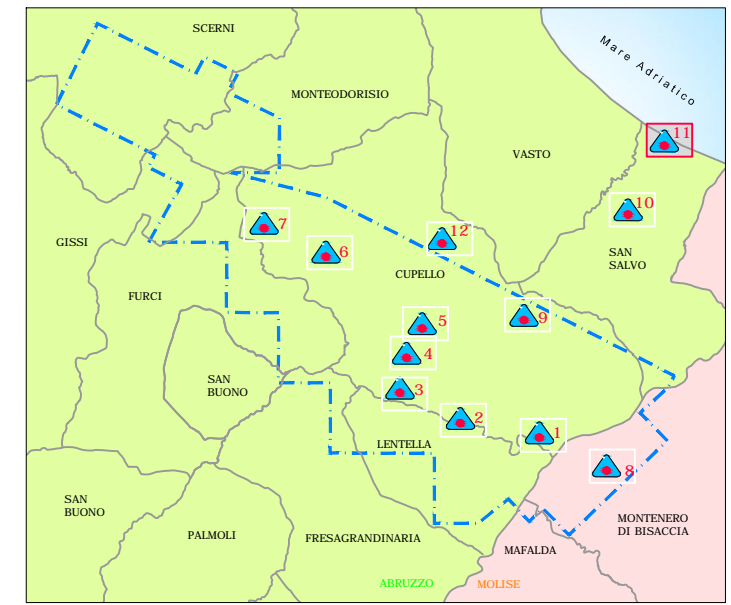 SCERNI
Mare Adriatico
MONTEODORISIO
11
VASTO
10
7
12
GISSI
6
SAN
SALVO
CUPELLO
FURCI
5
9
4
SAN
BUONO
3
2
1
LENTELLA
8
SAN
BUONO
MONTENERO
DI BISACCIA
PALMOLI
FRESAGRANDINARIA
MAFALDA
ABRUZZO
MOLISE